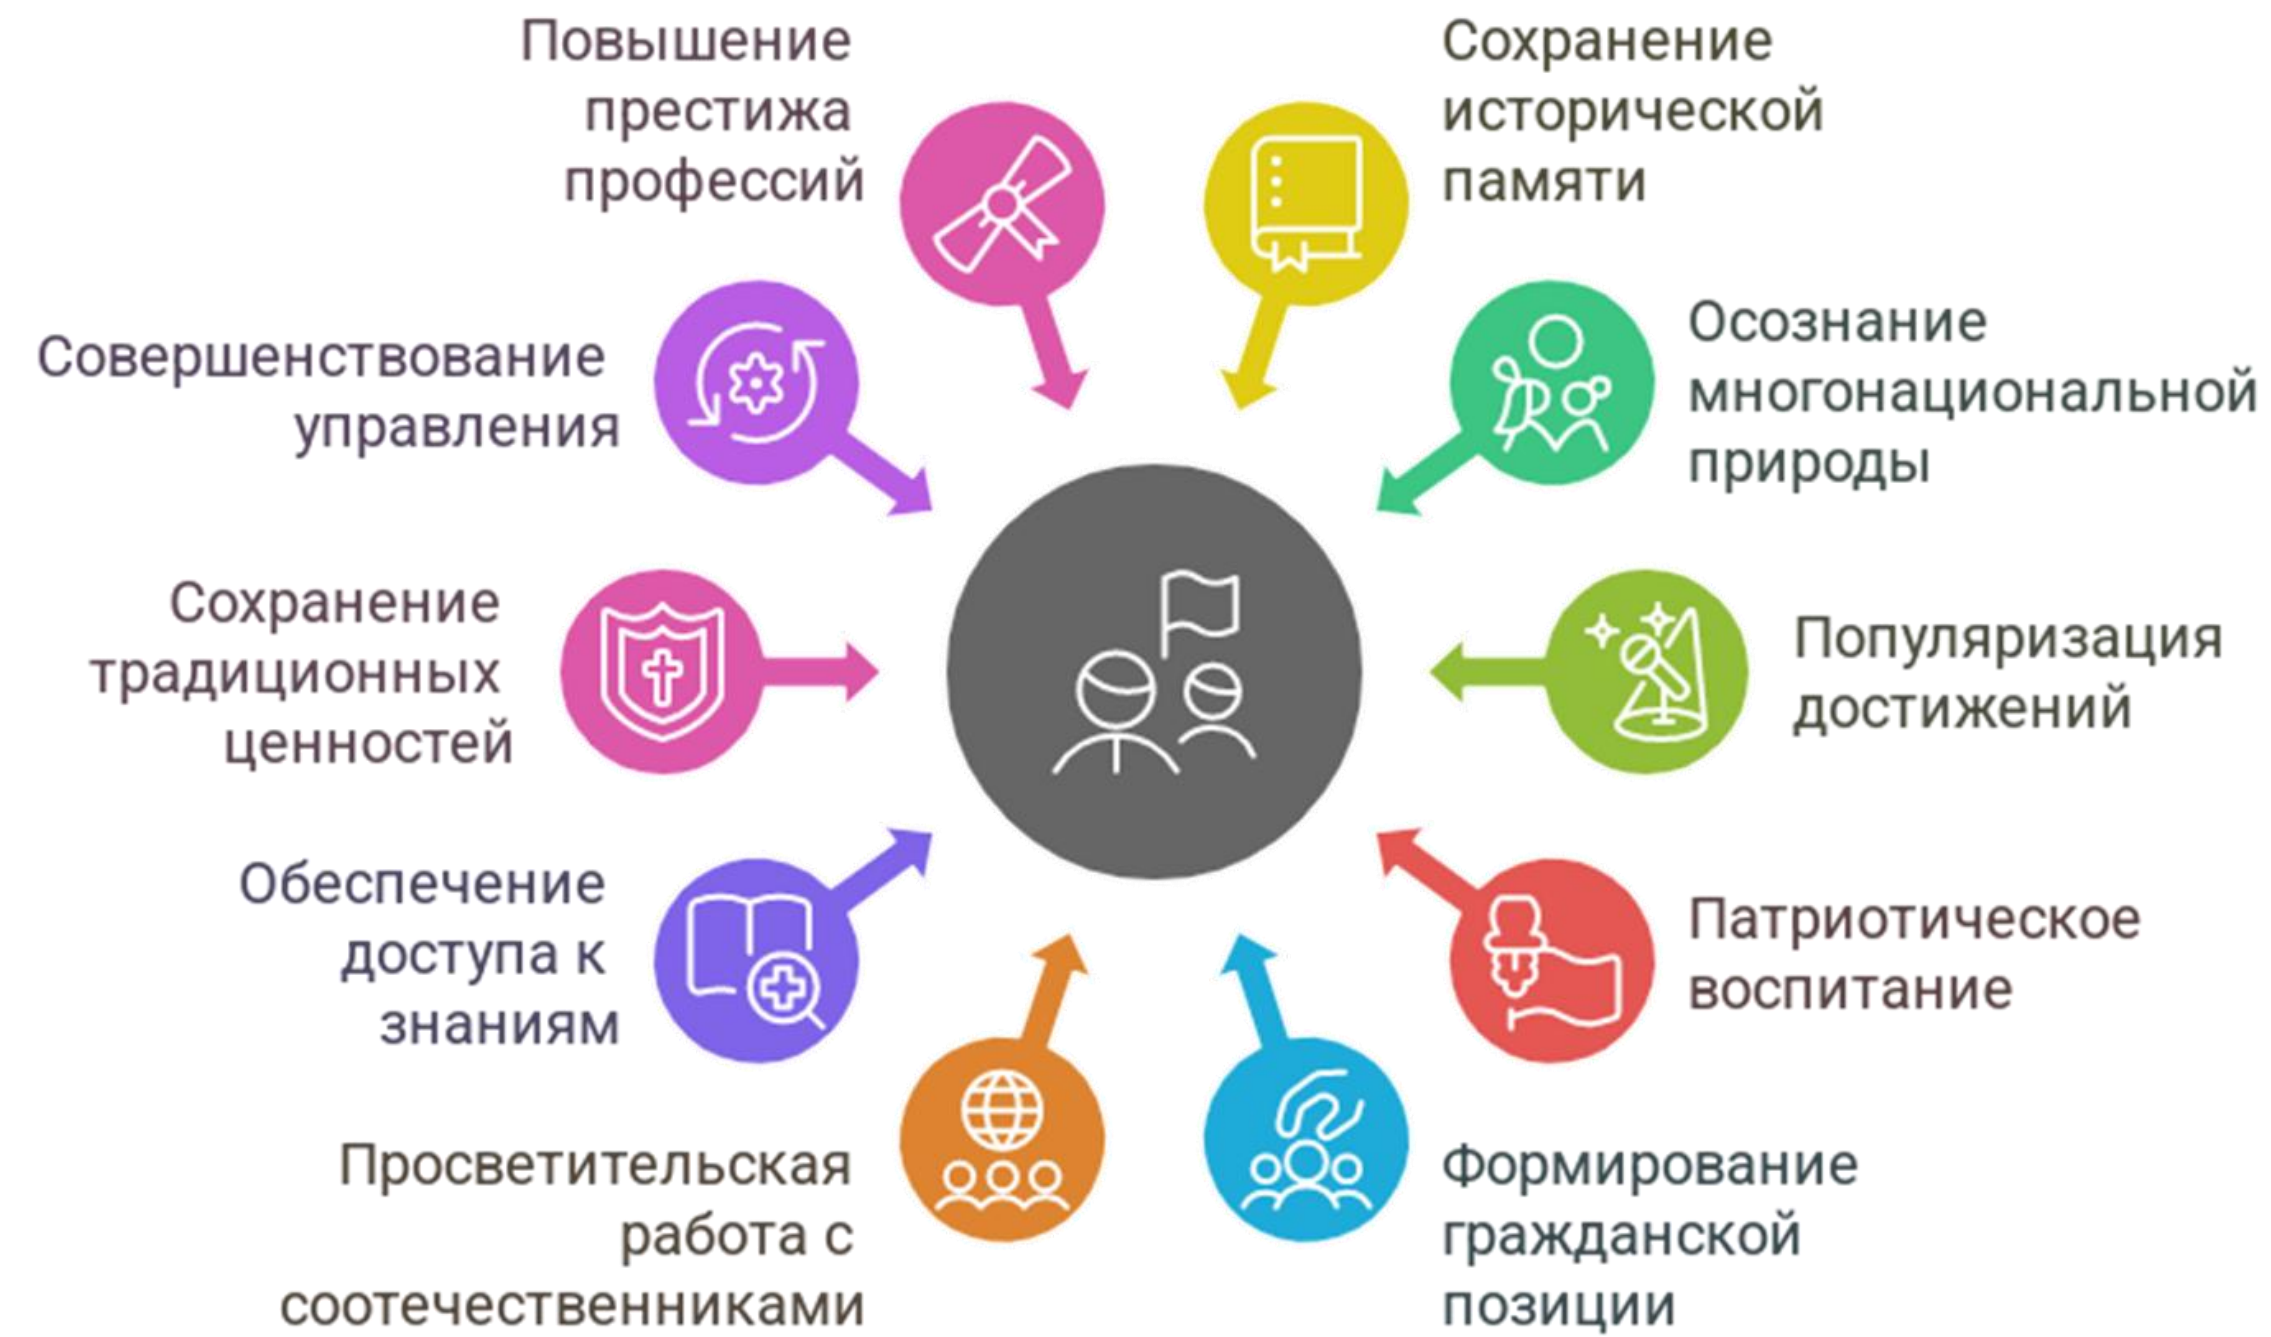 Повышение
престижа
профессий
Сохранение
исторической
памяти
Совершенствование
управления
Осознание
многонациональной
природы
Сохранение
традиционных
ценностей
Популяризация
достижений
Обеспечение
доступа к
знаниям
Патриотическое
воспитание
Просветительская
работа с
соотечественниками
Формирование
гражданской
позиции